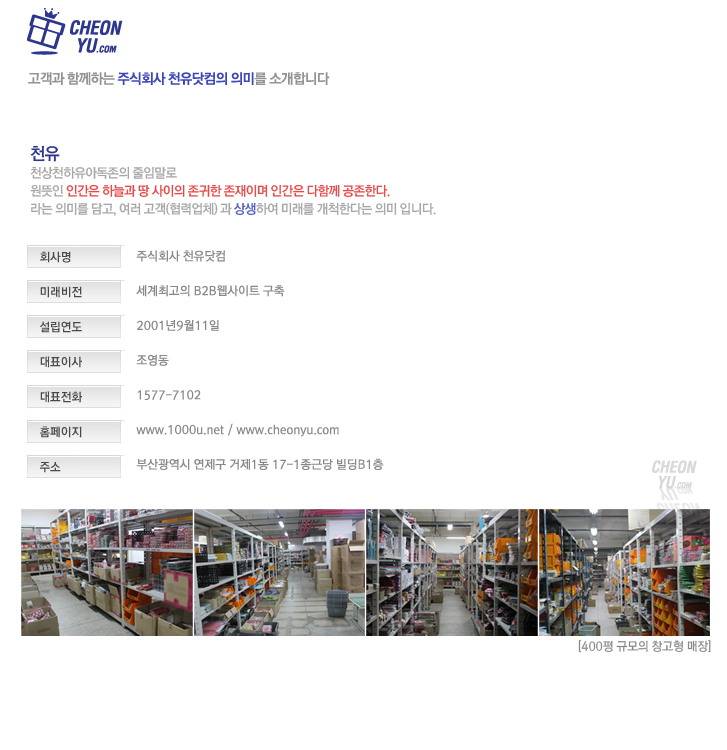 CHEON
YU.COM
고객과 함께하는 주식회사 천유닷컴의 의미를 소개합니다
천유
천상천하유아독존의 줄임말로
원뜻인 인간은 하늘과 땅 사이의 존귀한 존재이며 인간은 다함께 공존한다.
라는 의미를 담고, 여러 고객(협력업체) 과 상생하여 미래를 개척한다는 의미 입니다.
회사명 주식회사 천유닷컴
미래비전 세계최고의 B2B웹사이트 구축
설립연도 2001년9월11일
대표이사 조영동
대표전화 1577-7102
홈페이지 www.1000u.net / www.cheonyu.com
주소 부산광역시 연제구 거제1동 17-1종근당 빌딩B1층
CHEON
YU.COM
[400평 규모의 창고형 매장]